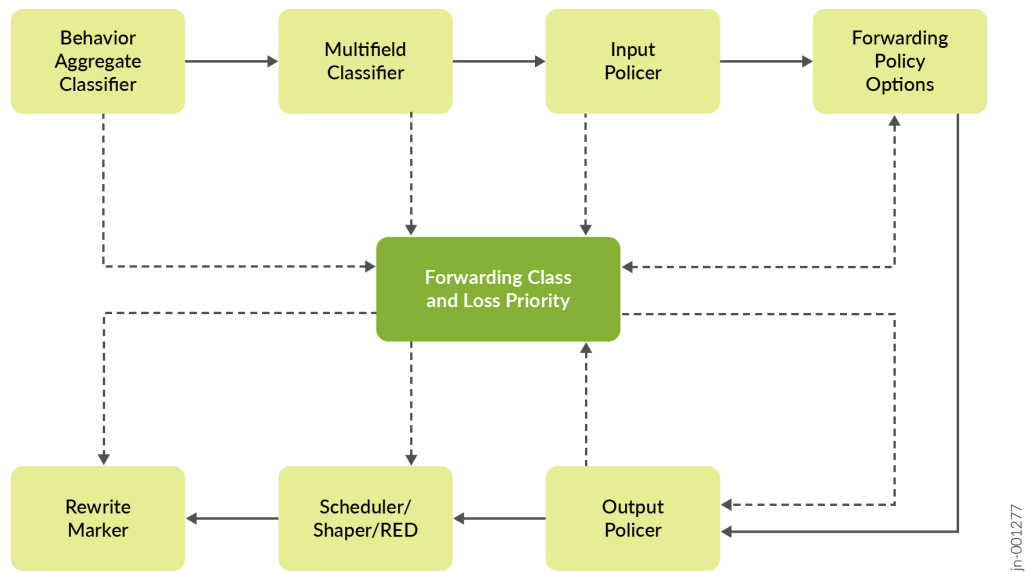 Behavior
Aggregate
Classifier
Multifield
Classifier
Input
Policer
Forwarding
Policy
Options
Forwarding Class
and Loss Priority
Rewrite
Marker
Scheduler/
Shaper/RED
Output
Policer
jn-001277